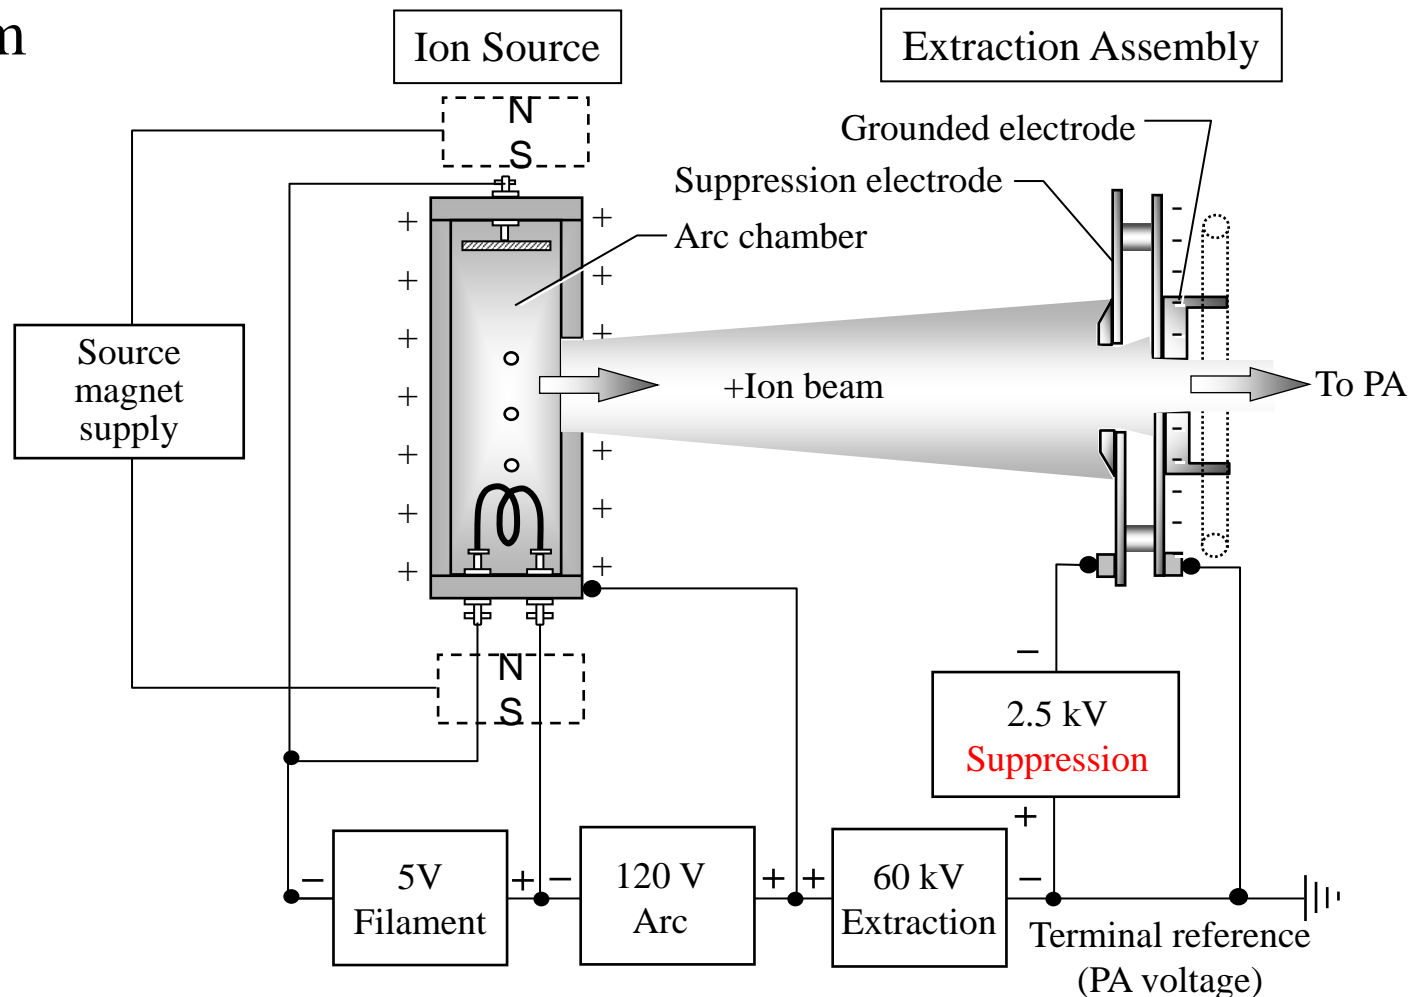 m
Ion Source
Extraction Assembly
N
S
Grounded electrode
Suppression electrode
Arc chamber
Source
magnet
supply
+Ion beam
To PA
+
+
+
+
+
+
+
+
+
+
+
+
+
+
-
-
-
-
-
-
-
-
N
S
–
2.5 kV
Suppression
+
–
5V
Filament
+
–
120 V
Arc
+
+
60 kV
Extraction
–
Terminal reference
(PA voltage)